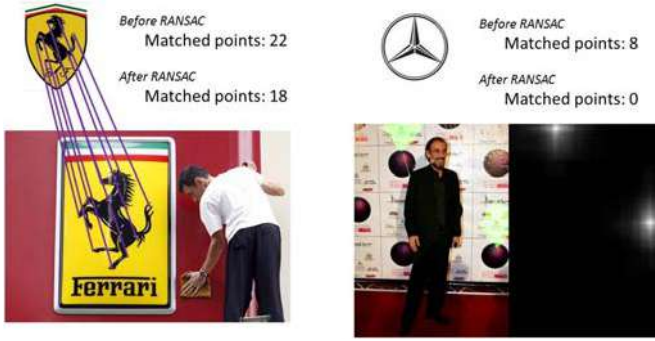 Before RANSAC
Matched points: 22
After RANSAC
Matched points: 18
Ferrari
Before RANSAC
Matched points: 8
After RANSAC
Matched points: 0